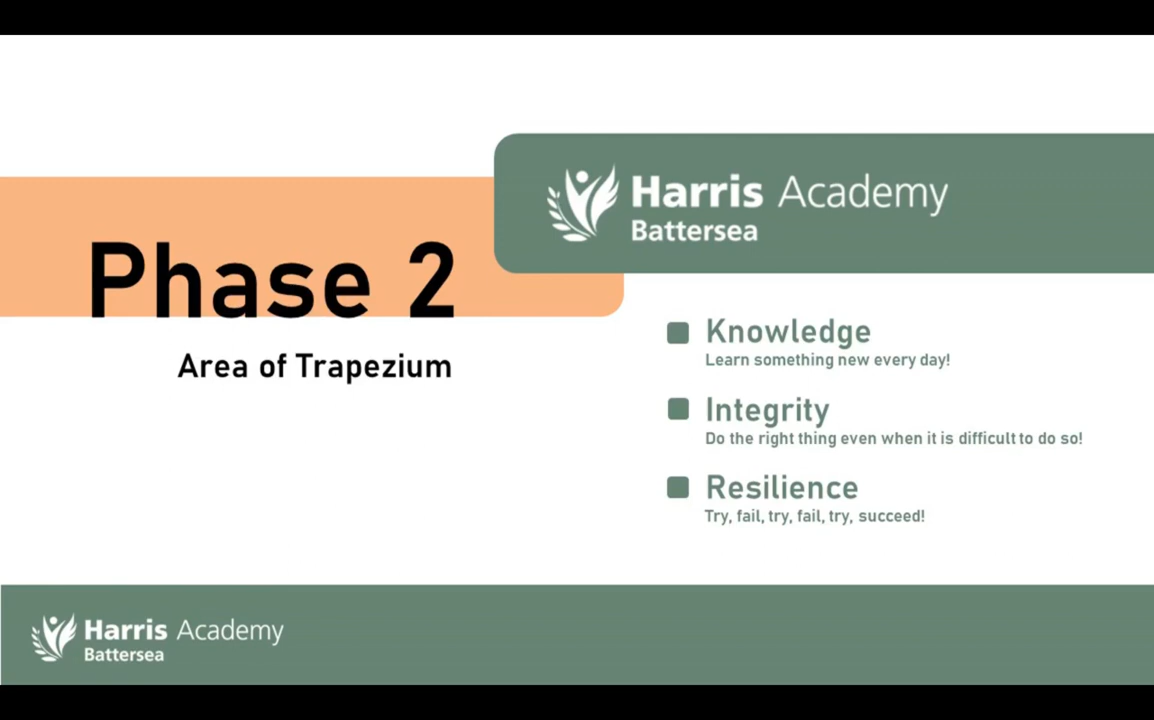 Harris Academy
Battersea
Phase 2
Area of Trapezium
Knowledge
Learn something new every day!
Integrity
Do the right thing even when it is difficult to do so!
Resilience
Try, fail, try, fail, try, succeed!
Harris Academy
Battersea